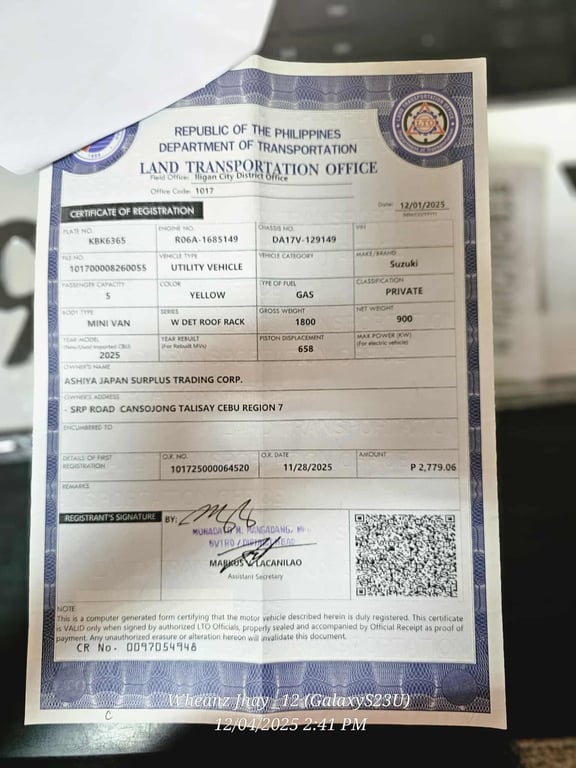 REPUBLIC OF THE PHILIPPINES
DEPARTMENT OF TRANSPORTATION
LAND TRANSPORTATION OFFICE
Field Office: Iligan City District Office
Office Code: 1017
Date: 12/01/2025
(MM/DD/YYYY)
CERTIFICATE OF REGISTRATION
PLATE NO. ENGINE NO. CHASSIS NO. VIN
KBK6365 R06A-1685149 DA17V-129149
FILE NO. VEHICLE TYPE VEHICLE CATEGORY MAKE/BRAND
101700008260055 UTILITY VEHICLE Suzuki
PASSENGER CAPACITY COLOR TYPE OF FUEL CLASSIFICATION
5 YELLOW GAS PRIVATE
BODY TYPE SERIES GROSS WEIGHT NET WEIGHT
MINI VAN W DET ROOF RACK 1800 900
YEAR MODEL YEAR REBUILT PISTON DISPLACEMENT MAX POWER (KW)
(New/Used Imported CBU) (For Rebuilt MVs) (For electric vehicle)
2025 658
OWNER'S NAME
ASHIYA JAPAN SURPLUS TRADING CORP.
OWNER'S ADDRESS
- SRP ROAD CANSOJONG TALISAY CEBU REGION 7
ENCUMBERED TO
DETAILS OF FIRST REGISTRATION O.R. NO. O.R. DATE AMOUNT
101725000064520 11/28/2025 P 2,779.06
REMARKS
REGISTRANT'S SIGNATURE BY:
MANGADANG,
Assistant Secretary
NOTE
This is a computer generated form certifying that the motor vehicle described herein is duly registered. This certificate
is VALID only when signed by authorized LTO Officials, properly sealed and accompanied by Official Receipt as proof of
payment. Any unauthorized erasure or alteration hereon will invalidate this document.
CR No. 0097054948
Wheanz Jhay_12 (GalaxyS23U)
12/04/2025 2:41 PM